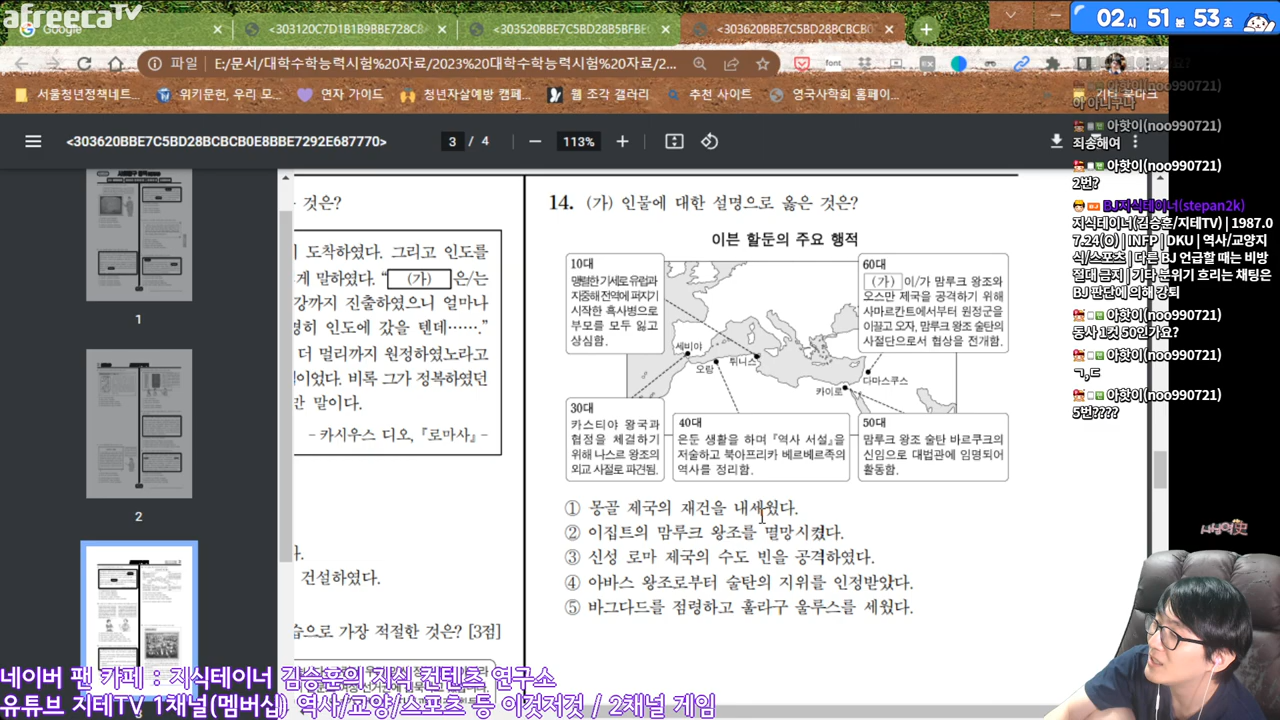 afreecaTV
Google
<303120C7D1B1B9BBE728C8
<303520BBE7C5BD28B5BFBE
<303620BBE7C5BD28BCBCB0
02시 51분 53초
파일
E:/문서/대학수학능력시험%20자료/2023%20대학수학능력시험%20자료/2...
서울청년정책네트...
위키문헌, 우리 모...
연자 가이드
청년자살예방 캠페...
웹 조각 갤러리
추천 사이트
영국사학회 홈페이...
기타 북마크
<303620BBE7C5BD28BCBCB0E8BBE7292E687770>
3 / 4
113%
1
2
것은?
도착하였다. 그리고 인도를
게 말하였다. “ (가) 은/는
강까지 진출하였으니 얼마나
히 인도에 갔을 텐데…….”
더 멀리까지 원정하였노라고
이었다. 비록 그가 정복하였던
말이다.
- 카시우스 디오, 『로마사』 -
건설하였다.
습으로 가장 적절한 것은? [3점]
14. (가) 인물에 대한 설명으로 옳은 것은?
이븐 할둔의 주요 행적
10대
맹렬한 기세로 유럽과
지중해 전역에 퍼지기
시작한 흑사병으로
부모를 모두 잃고
상심함.
60대
(가) 이/가 맘루크 왕조와
오스만 제국을 공격하기 위해
사마르칸트에서부터 원정군을
이끌고 오자, 맘루크 왕조 술탄의
사절단으로서 협상을 전개함.
세비야
오랑
튀니스
다마스쿠스
카이로
30대
카스티야 왕국과
협정을 체결하기
위해 나스르 왕조의
외교 사절로 파견됨.
40대
은둔 생활을 하며 『역사 서설』을
저술하고 북아프리카 베르베르족의
역사를 정리함.
50대
맘루크 왕조 술탄 바르쿠크의
신임으로 대법관에 임명되어
활동함.
① 몽골 제국의 재건을 내세웠다.
② 이집트의 맘루크 왕조를 멸망시켰다.
③ 신성 로마 제국의 수도 빈을 공격하였다.
④ 아바스 왕조로부터 술탄의 지위를 인정받았다.
⑤ 바그다드를 점령하고 훌라구 울루스를 세웠다.
아 아니구나
아핫이(noo990721)
죄송해여
아핫이(noo990721)
2번?
BJ지식테이너(stepan2k)
지식테이너(김승훈/지테TV) | 1987.0
7.24(O) | INFP | DKU | 역사/교양지
식/스포츠 | 다른 BJ 언급할 때는 비방
절대 금지 | 기타 분위기 흐리는 채팅은
BJ 판단에 의해 강퇴
아핫이(noo990721)
동사 1컷 50인가요?
아핫이(noo990721)
ㄱ,ㄷ
아핫이(noo990721)
5번????
네이버 팬 카페 : 지식테이너 김승훈의 지식 컨텐츠 연구소
유튜브 지테TV 1채널(멤버십) 역사/교양/스포츠 등 이것저것 / 2채널 게임